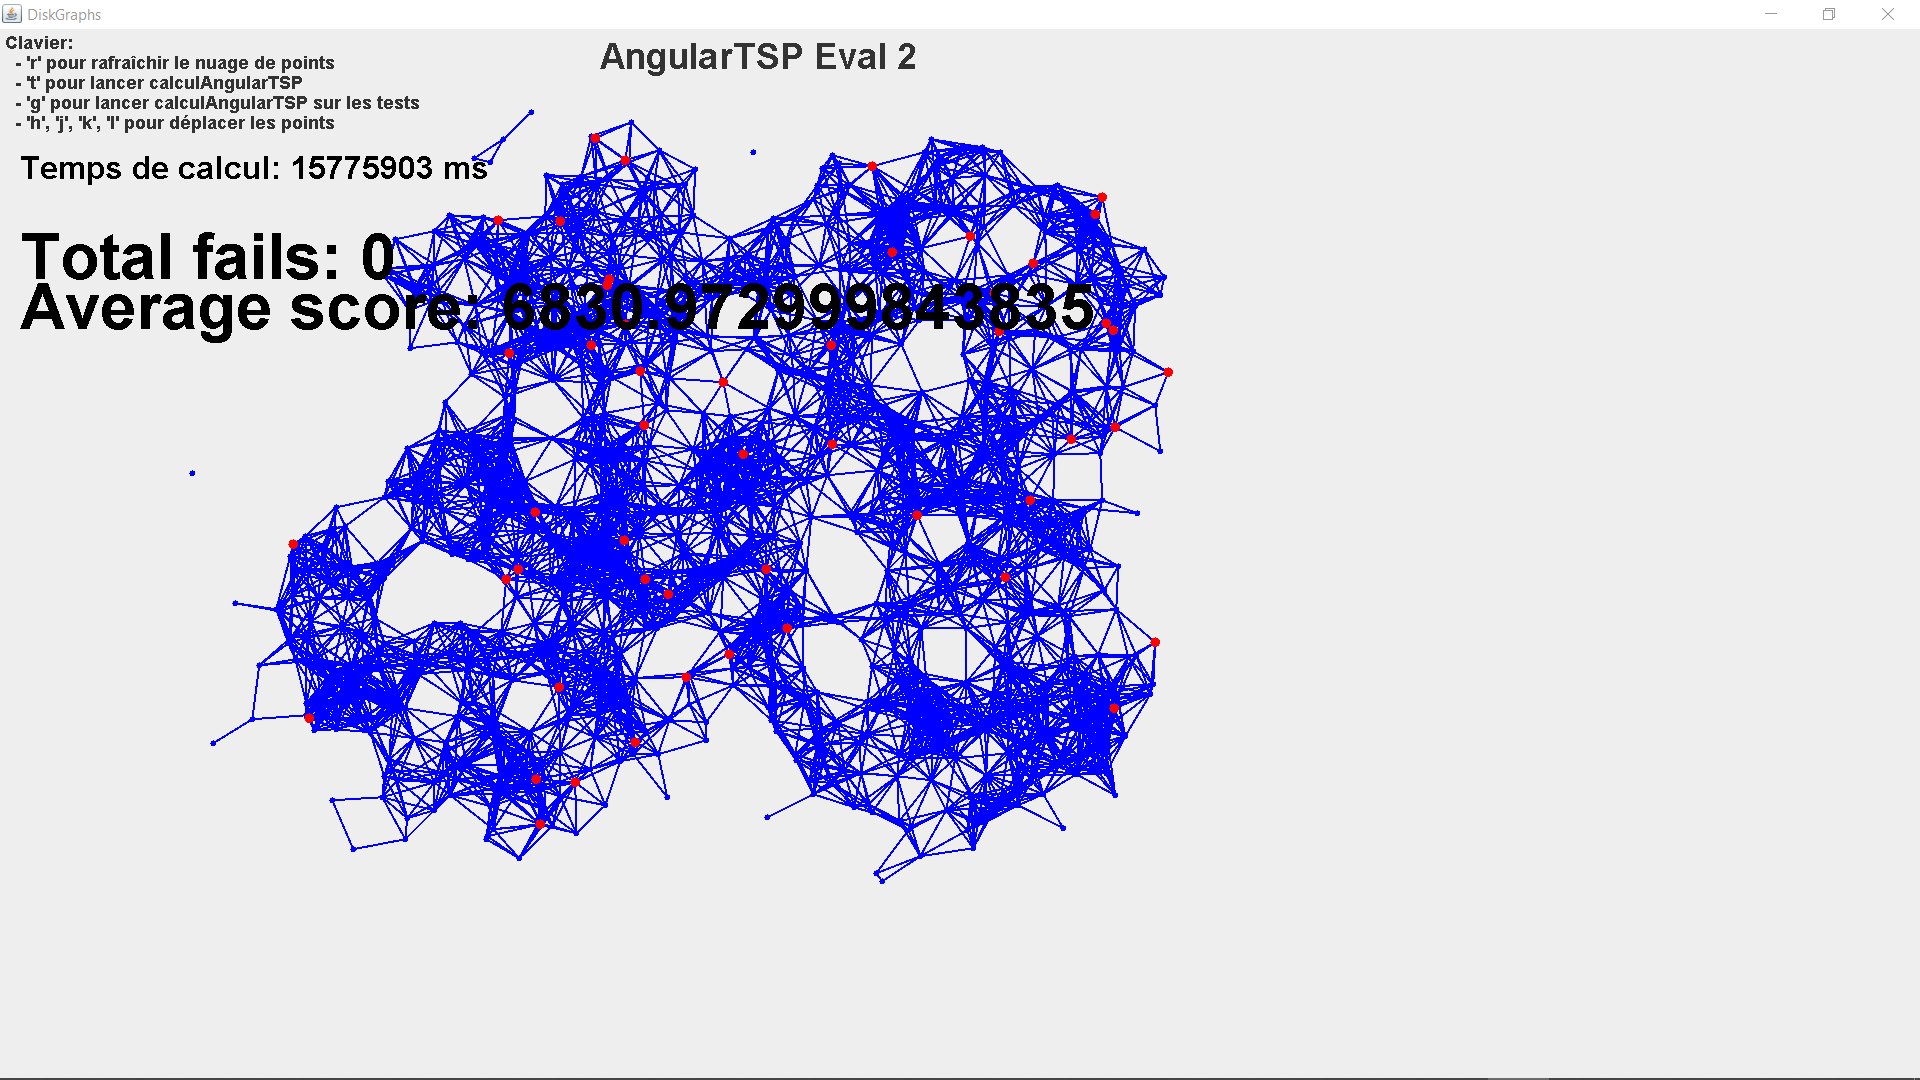 DiskGraphs
Clavier:
- 'r' pour rafraichir le nuage de points
- 't' pour lancer calculAngularTSP
- 'g' pour lancer calculAngularTSP sur les tests
- 'h', 'j', 'k', 'l' pour déplacer les points
AngularTSP Eval 2
Temps de calcul: 15775903 ms
Total fails: 0
Average score: 6830.972999843835